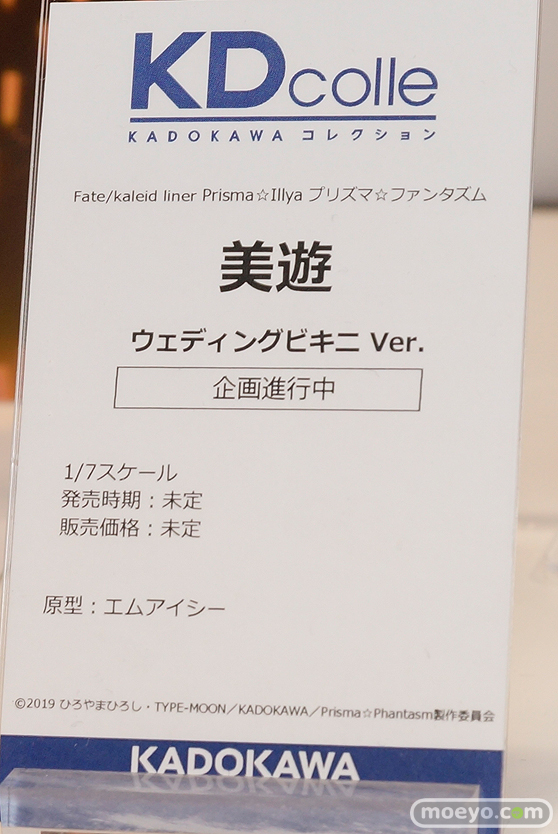 KDcolle
KADOKAWA コレクション
Fate/kaleid liner Prisma☆Illya プリズマ☆ファンタズム
美遊
ウェディングビキニ Ver.
企画進行中
1/7スケール
発売時期：未定
販売価格：未定
原型：エムアイシー
©2019 ひろやまひろし・TYPE-MOON／KADOKAWA／Prisma☆Phantasm製作委員会
KADOKAWA
moeyo.com